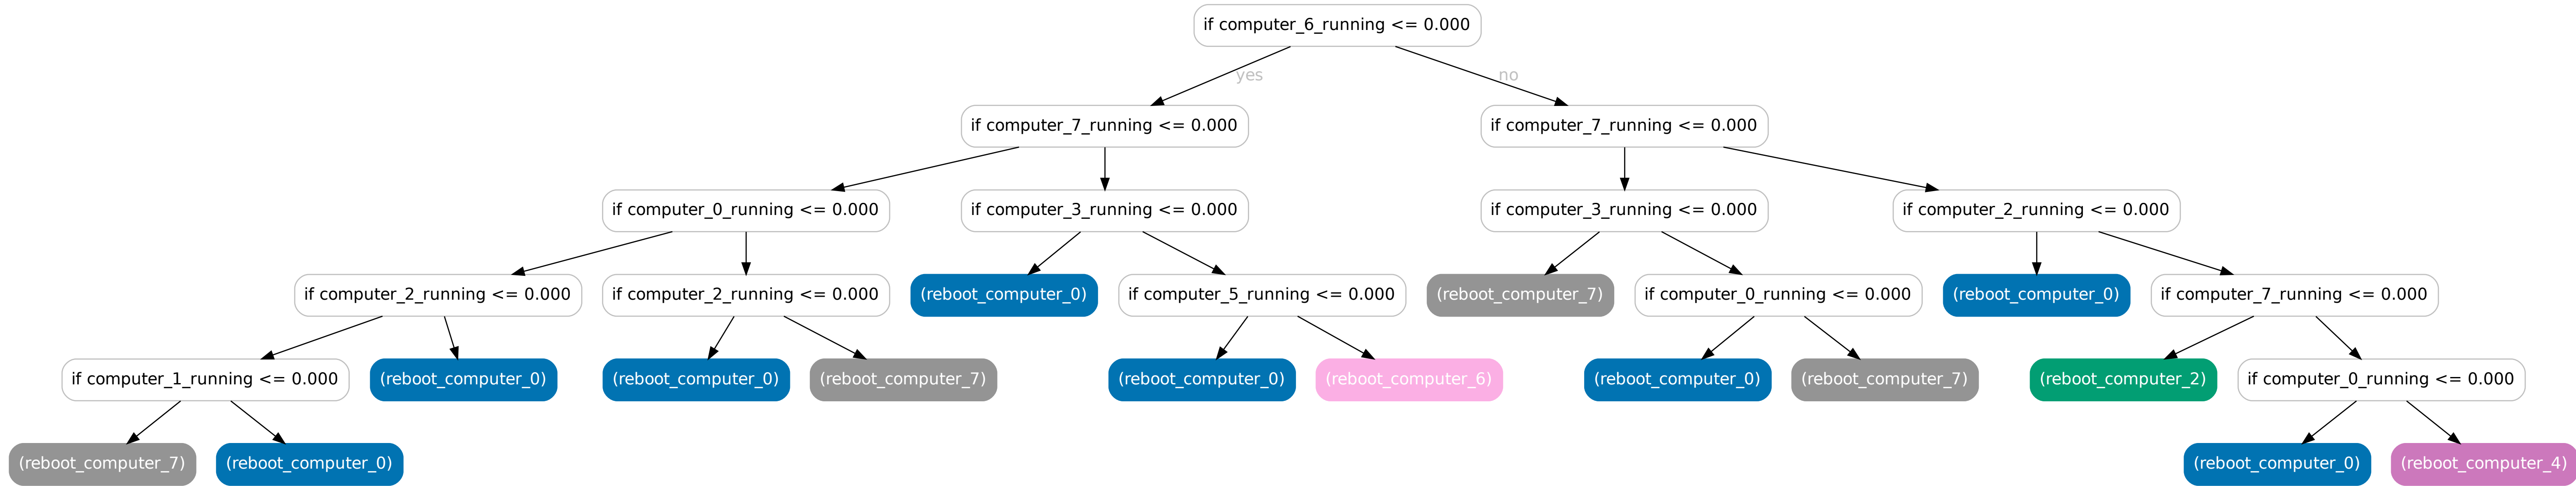 if computer_6_running <= 0.000
yes
no
if computer_7_running <= 0.000
if computer_7_running <= 0.000
if computer_0_running <= 0.000
if computer_3_running <= 0.000
if computer_3_running <= 0.000
if computer_2_running <= 0.000
if computer_2_running <= 0.000
if computer_2_running <= 0.000
(reboot_computer_0)
if computer_5_running <= 0.000
(reboot_computer_7)
if computer_0_running <= 0.000
(reboot_computer_0)
if computer_7_running <= 0.000
if computer_1_running <= 0.000
(reboot_computer_0)
(reboot_computer_0)
(reboot_computer_7)
(reboot_computer_0)
(reboot_computer_6)
(reboot_computer_0)
(reboot_computer_7)
(reboot_computer_2)
if computer_0_running <= 0.000
(reboot_computer_7)
(reboot_computer_0)
(reboot_computer_0)
(reboot_computer_4)